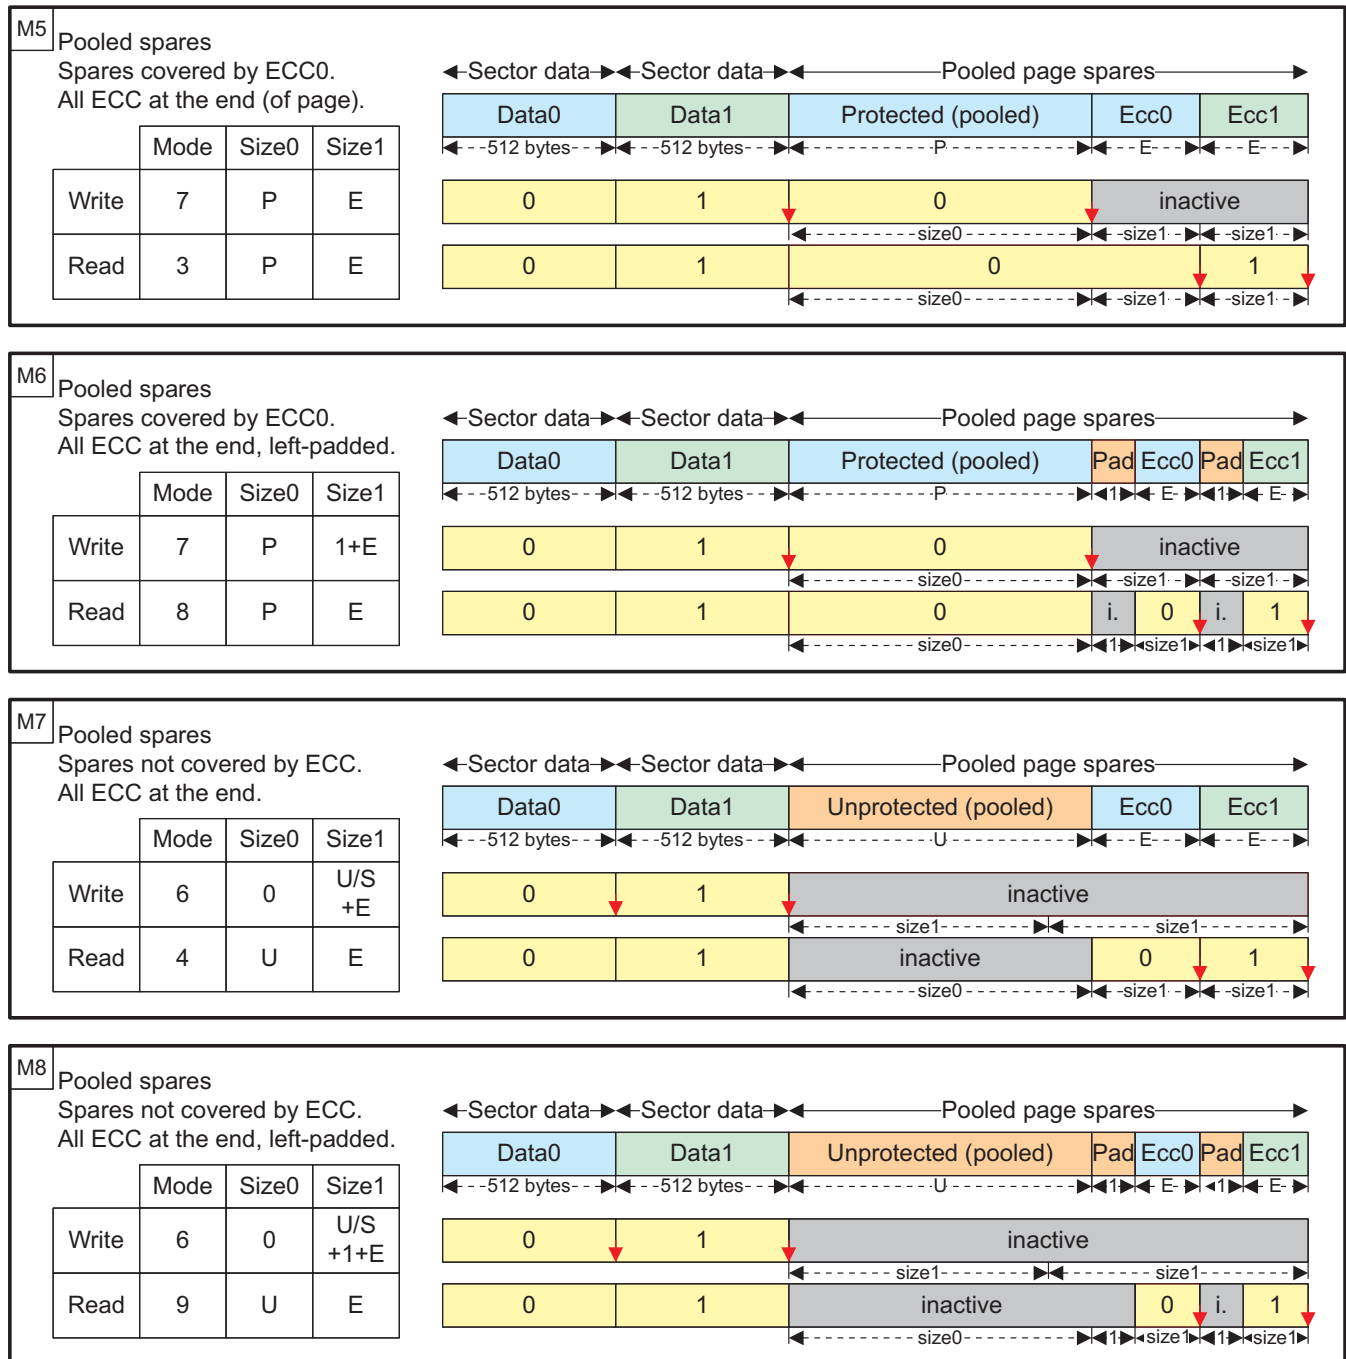 M5
Pooled spares
Spares covered by ECC0.
All ECC at the end (of page).
Mode Size0 Size1
Write 7 P E
Read 3 P E
Sector data Sector data Pooled page spares
Data0 Data1 Protected (pooled) Ecc0 Ecc1
512 bytes 512 bytes P E E
0 1 0 inactive
size0 size1 size1
0 1 0 1
size0 size1 size1
M6
Pooled spares
Spares covered by ECC0.
All ECC at the end, left-padded.
Mode Size0 Size1
Write 7 P 1+E
Read 8 P E
Sector data Sector data Pooled page spares
Data0 Data1 Protected (pooled) Pad Ecc0 Pad Ecc1
512 bytes 512 bytes P 1 E 1 E
0 1 0 inactive
size0 size1 size1
0 1 0 i. 0 i. 1
size0 1 size1 1 size1
M7
Pooled spares
Spares not covered by ECC.
All ECC at the end.
Mode Size0 Size1
Write 6 0 U/S
+E
Read 4 U E
Sector data Sector data Pooled page spares
Data0 Data1 Unprotected (pooled) Ecc0 Ecc1
512 bytes 512 bytes U E E
0 1 inactive
size1 size1
0 1 inactive 0 1
size0 size1 size1
M8
Pooled spares
Spares not covered by ECC.
All ECC at the end, left-padded.
Mode Size0 Size1
Write 6 0 U/S
+1+E
Read 9 U E
Sector data Sector data Pooled page spares
Data0 Data1 Unprotected (pooled) Pad Ecc0 Pad Ecc1
512 bytes 512 bytes U 1 E 1 E
0 1 inactive
size1 size1
0 1 inactive 0 i. 1
size0 1 size1 1 size1